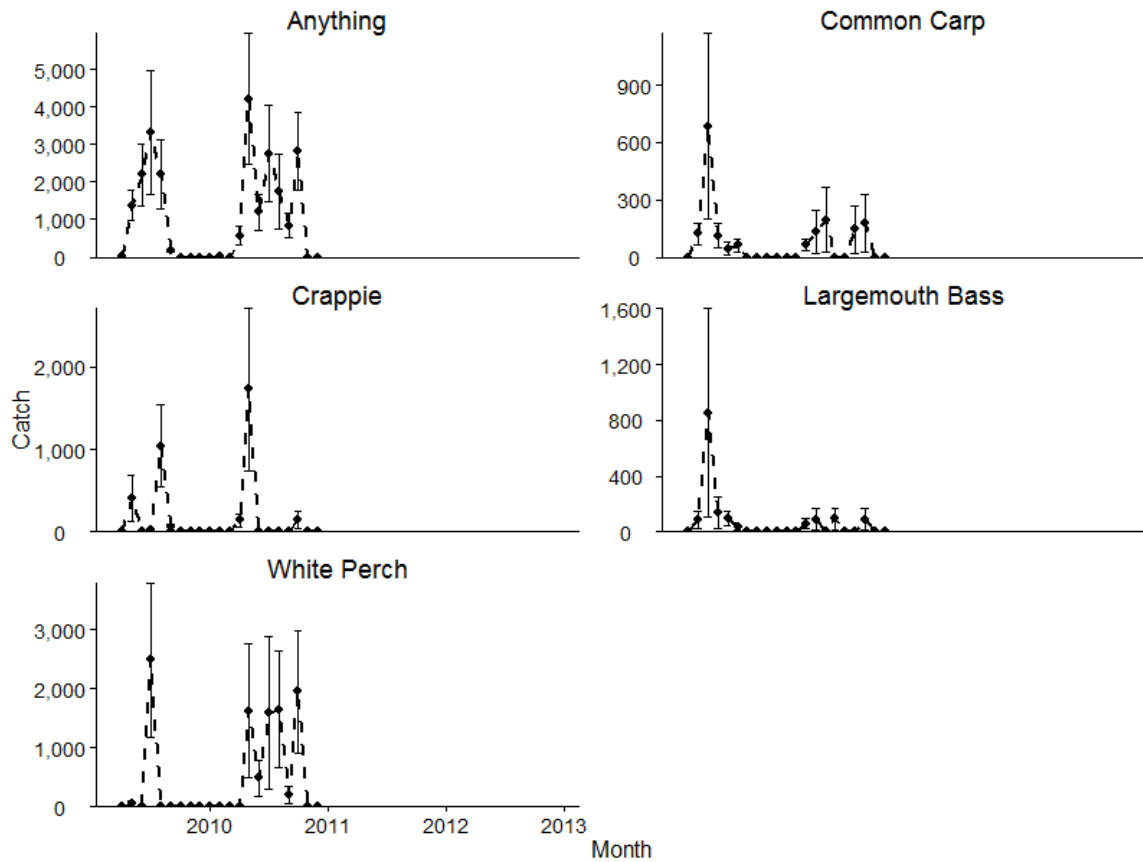 Anything
5,000
4,000
3,000
2,000
1,000
0
Common Carp
900
600
300
0
Crappie
2,000
1,000
0
Largemouth Bass
1,600
1,200
800
400
0
Catch
White Perch
3,000
2,000
1,000
0
2010 2011 2012 2013
Month